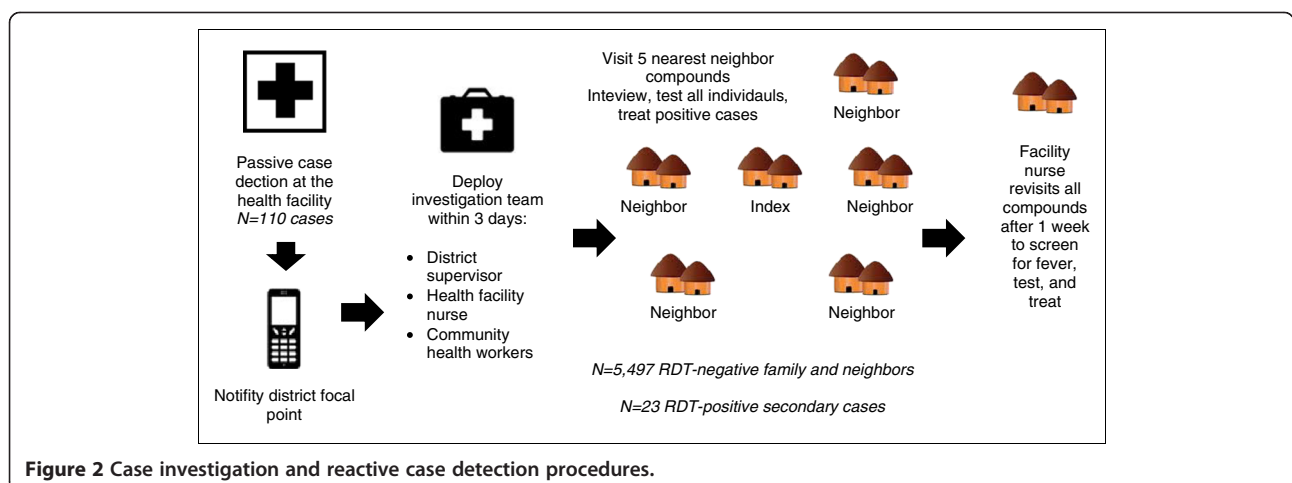 Passive case
dection at the
health facility
N=110 cases
Notifity district focal
point
Deploy
investigation team
within 3 days:
• District
supervisor
• Health facility
nurse
• Community
health workers
Visit 5 nearest neighbor
compounds
Inteview, test all individauls,
treat positive cases
Neighbor
Neighbor
Index
Neighbor
Neighbor
Neighbor
N=5,497 RDT-negative family and neighbors
N=23 RDT-positive secondary cases
Facility
nurse
revisits all
compounds
after 1 week
to screen
for fever,
test, and
treat
Figure 2 Case investigation and reactive case detection procedures.